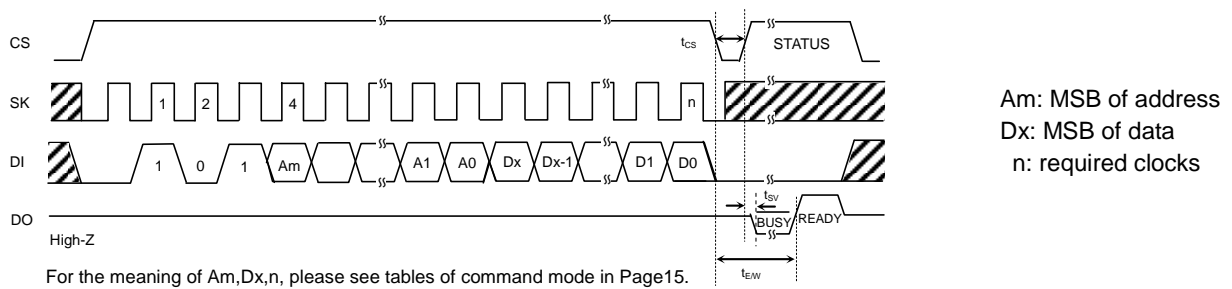 CS
tCS
STATUS
SK
1
2
4
n
Am: MSB of address
Dx: MSB of data
n: required clocks
DI
1
0
1
Am
A1
A0
Dx
Dx-1
D1
D0
tSV
DO
BUSY
READY
High-Z
tE/W
For the meaning of Am,Dx,n, please see tables of command mode in Page15.